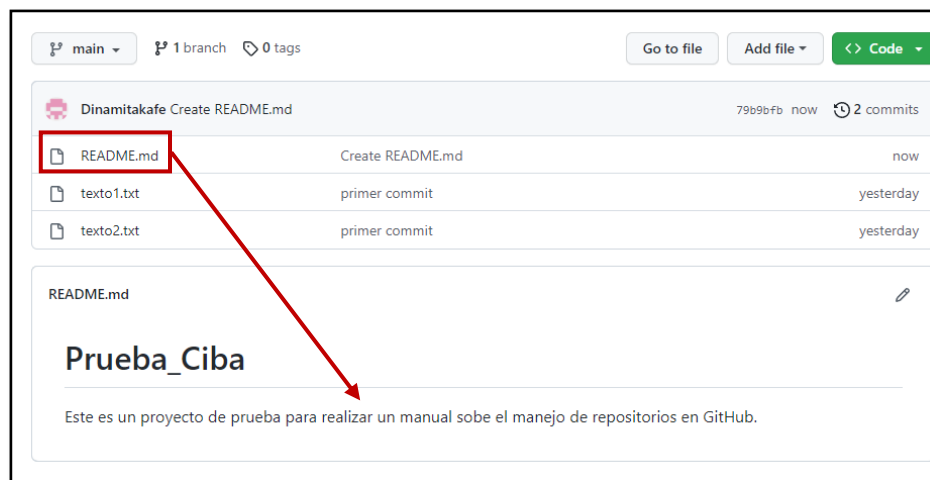 main 1 branch 0 tags Go to file Add file <> Code
Dinamitakafe Create README.md 79b9bfb now 2 commits
README.md Create README.md now
texto1.txt primer commit yesterday
texto2.txt primer commit yesterday
README.md
Prueba_Ciba
Este es un proyecto de prueba para realizar un manual sobe el manejo de repositorios en GitHub.